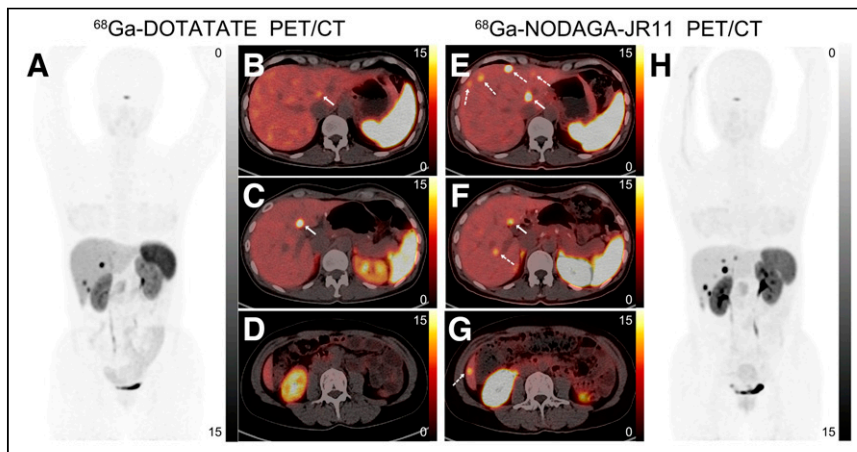 ⁶⁸Ga-DOTATATE PET/CT ⁶⁸Ga-NODAGA-JR11 PET/CT
A 0 B 15 E 15 H 0
0 0
C 15 F 15
0 0
D 15 G 15
15 0 0 15